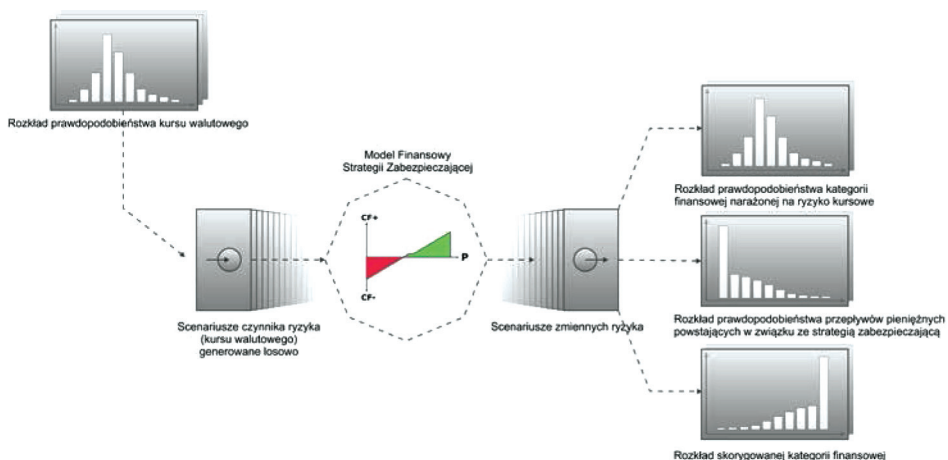 Rozkład prawdopodobieństwa kursu walutowego
Model Finansowy
Strategii Zabezpieczającej
CF+
P
CF-
Scenariusze czynnika ryzyka
(kursu walutowego)
generowane losowo
Scenariusze zmiennych ryzyka
Rozkład prawdopodobieństwa kategorii
finansowej narażonej na ryzyko kursowe
Rozkład prawdopodobieństwa przepływów pieniężnych
powstających w związku ze strategią zabezpieczającą
Rozkład skorygowanej kategorii finansowej